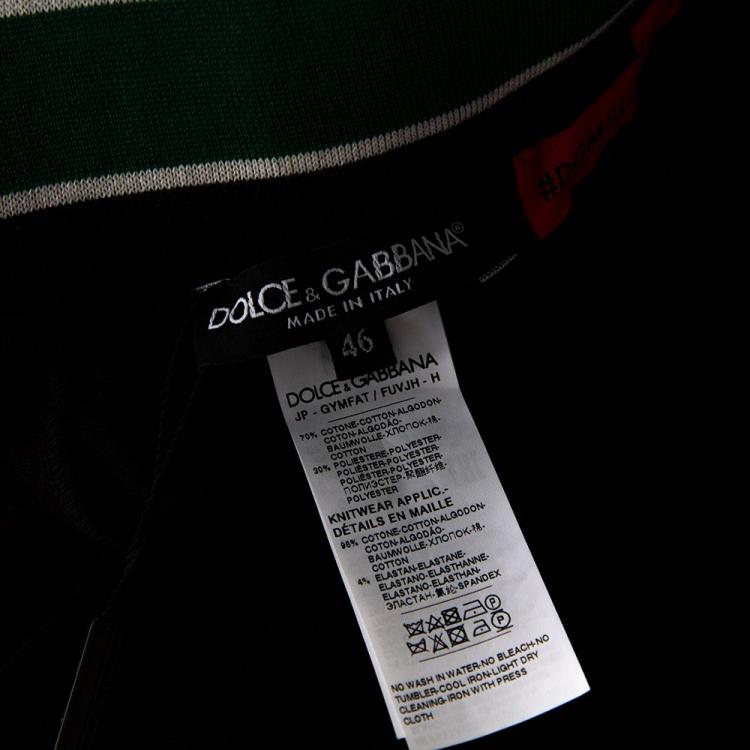 DOLCE & GABBANA®
MADE IN ITALY
46
DOLCE & GABBANA
JP - GYMFAT / FUVJH - H
70% COTONE-COTTON-ALGODON-
COTON-ALGODÃO-
BAUMWOLLE-ХЛОПОК-棉-
COTTON
30% POLIESTERE-POLYESTER-
POLIÉSTER-POLYESTER-
POLIÉSTER-POLYESTER-
ПОЛИЭСТЕР-聚酯纤维-
POLYESTER
KNITWEAR APPLIC.-
DÉTAILS EN MAILLE
96% COTONE-COTTON-ALGODON-
COTON-ALGODÃO-
BAUMWOLLE-ХЛОПОК-棉-
COTTON
4% ELASTAN-ELASTANE-
ELASTANO-ELASTHANNE-
ELASTANO-ELASTHAN-
ЭЛАСТАН-氨纶-SPANDEX
NO WASH IN WATER-NO BLEACH-NO
TUMBLER-COOL IRON-LIGHT DRY
CLEANING-IRON WITH PRESS
CLOTH